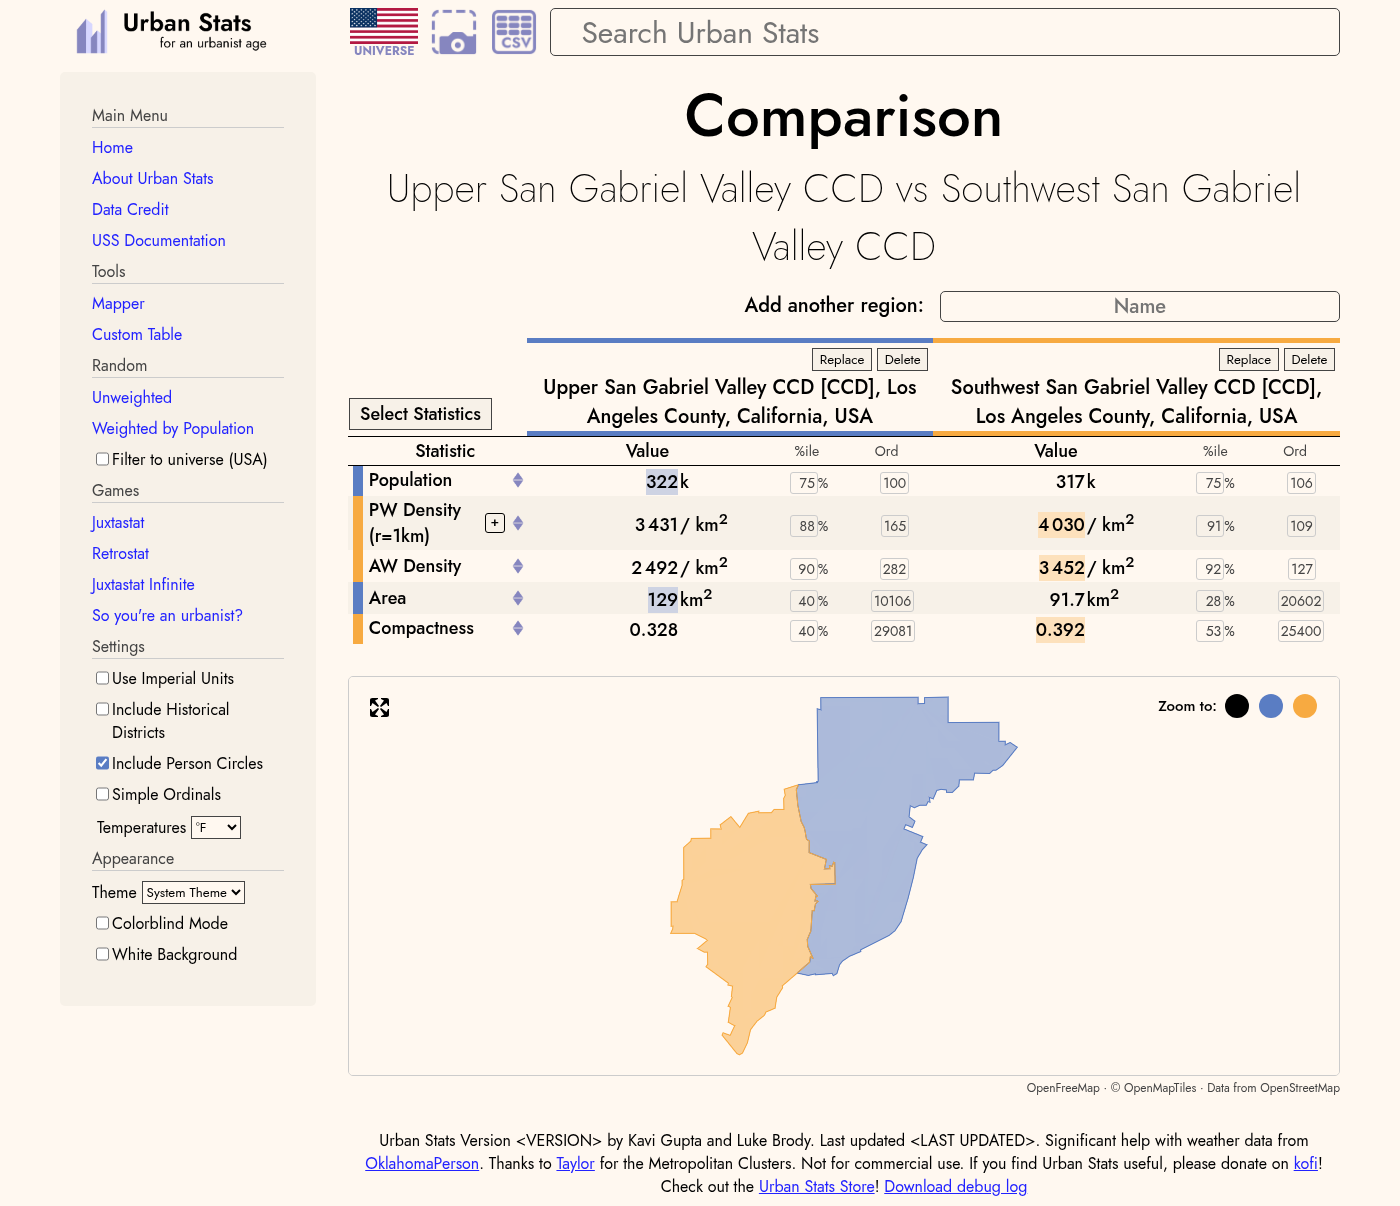 Urban Stats
for an urbanist age
UNIVERSE
CSV
Search Urban Stats
Main Menu
Home
About Urban Stats
Data Credit
USS Documentation
Tools
Mapper
Custom Table
Random
Unweighted
Weighted by Population
Filter to universe (USA)
Games
Juxtastat
Retrostat
Juxtastat Infinite
So you're an urbanist?
Settings
Use Imperial Units
Include Historical
Districts
Include Person Circles
Simple Ordinals
Temperatures °F
Appearance
Theme System Theme
Colorblind Mode
White Background
Comparison
Upper San Gabriel Valley CCD vs Southwest San Gabriel
Valley CCD
Add another region: Name
Replace Delete Replace Delete
Upper San Gabriel Valley CCD [CCD], Los Southwest San Gabriel Valley CCD [CCD],
Select Statistics Angeles County, California, USA Los Angeles County, California, USA
Statistic Value %ile Ord Value %ile Ord
Population 322k 75% 100 317k 75% 106
PW Density
(r=1km) + 3 431/ km² 88% 165 4 030/ km² 91% 109
AW Density 2 492/ km² 90% 282 3 452/ km² 92% 127
Area 129km² 40% 10106 91.7km² 28% 20602
Compactness 0.328 40% 29081 0.392 53% 25400
Zoom to:
OpenFreeMap · © OpenMapTiles · Data from OpenStreetMap
Urban Stats Version <VERSION> by Kavi Gupta and Luke Brody. Last updated <LAST UPDATED>. Significant help with weather data from
OklahomaPerson. Thanks to Taylor for the Metropolitan Clusters. Not for commercial use. If you find Urban Stats useful, please donate on kofi!
Check out the Urban Stats Store! Download debug log